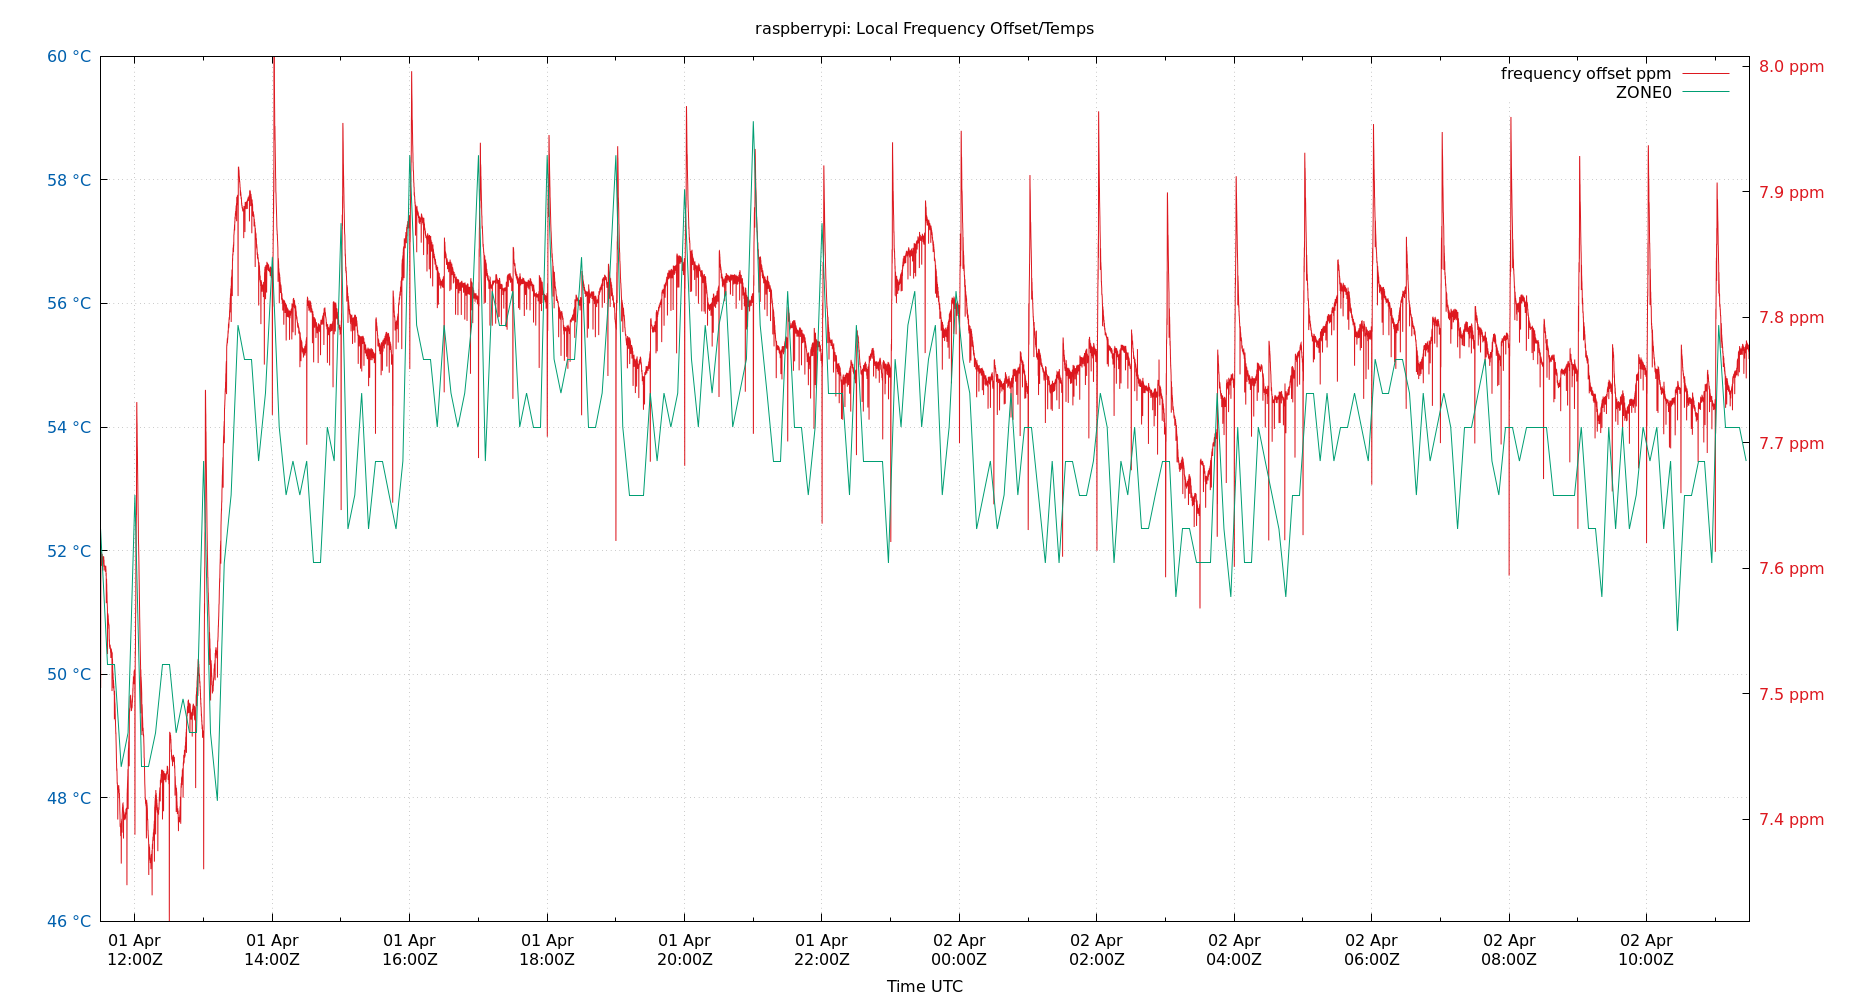 raspberrypi: Local Frequency Offset/Temps
60 °C
58 °C
56 °C
54 °C
52 °C
50 °C
48 °C
46 °C
8.0 ppm
7.9 ppm
7.8 ppm
7.7 ppm
7.6 ppm
7.5 ppm
7.4 ppm
frequency offset ppm
ZONE0
01 Apr
12:00Z
01 Apr
14:00Z
01 Apr
16:00Z
01 Apr
18:00Z
01 Apr
20:00Z
01 Apr
22:00Z
02 Apr
00:00Z
02 Apr
02:00Z
02 Apr
04:00Z
02 Apr
06:00Z
02 Apr
08:00Z
02 Apr
10:00Z
Time UTC